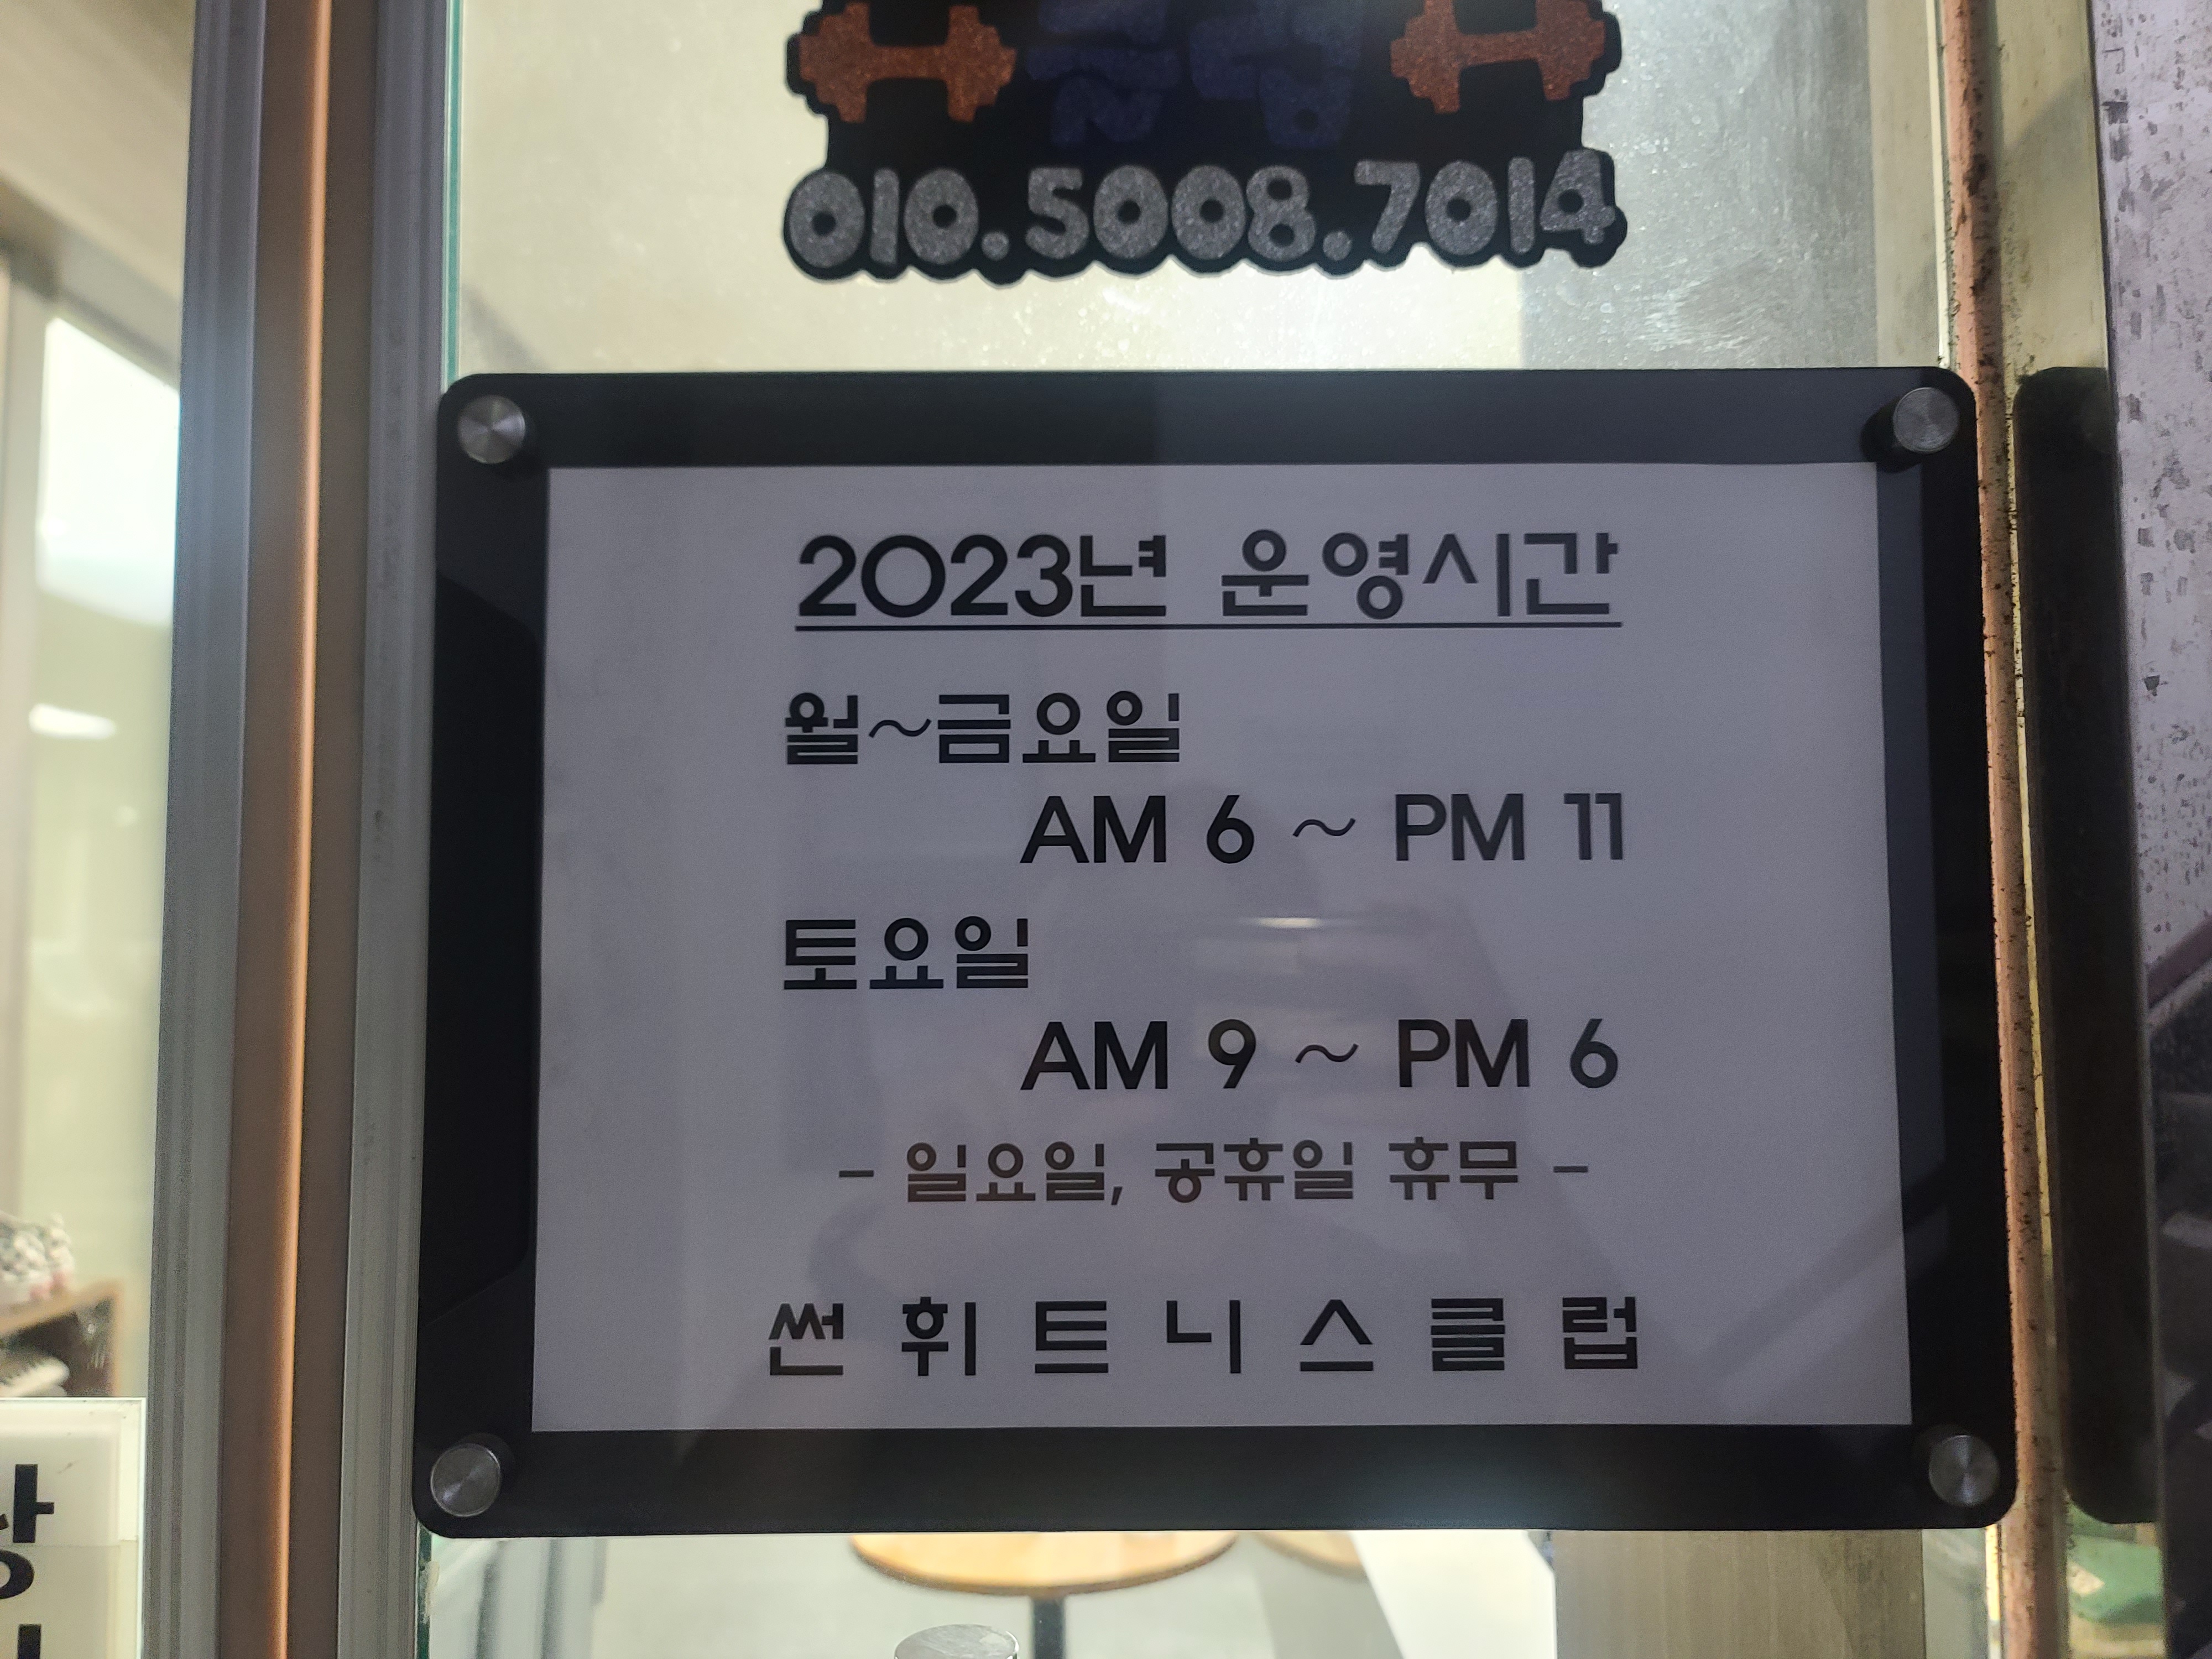 010.5008.7014
2023년 운영시간
월~금요일
AM 6 ~ PM 11
토요일
AM 9 ~ PM 6
- 일요일, 공휴일 휴무 -
썬 휘 트 니 스 클 럽